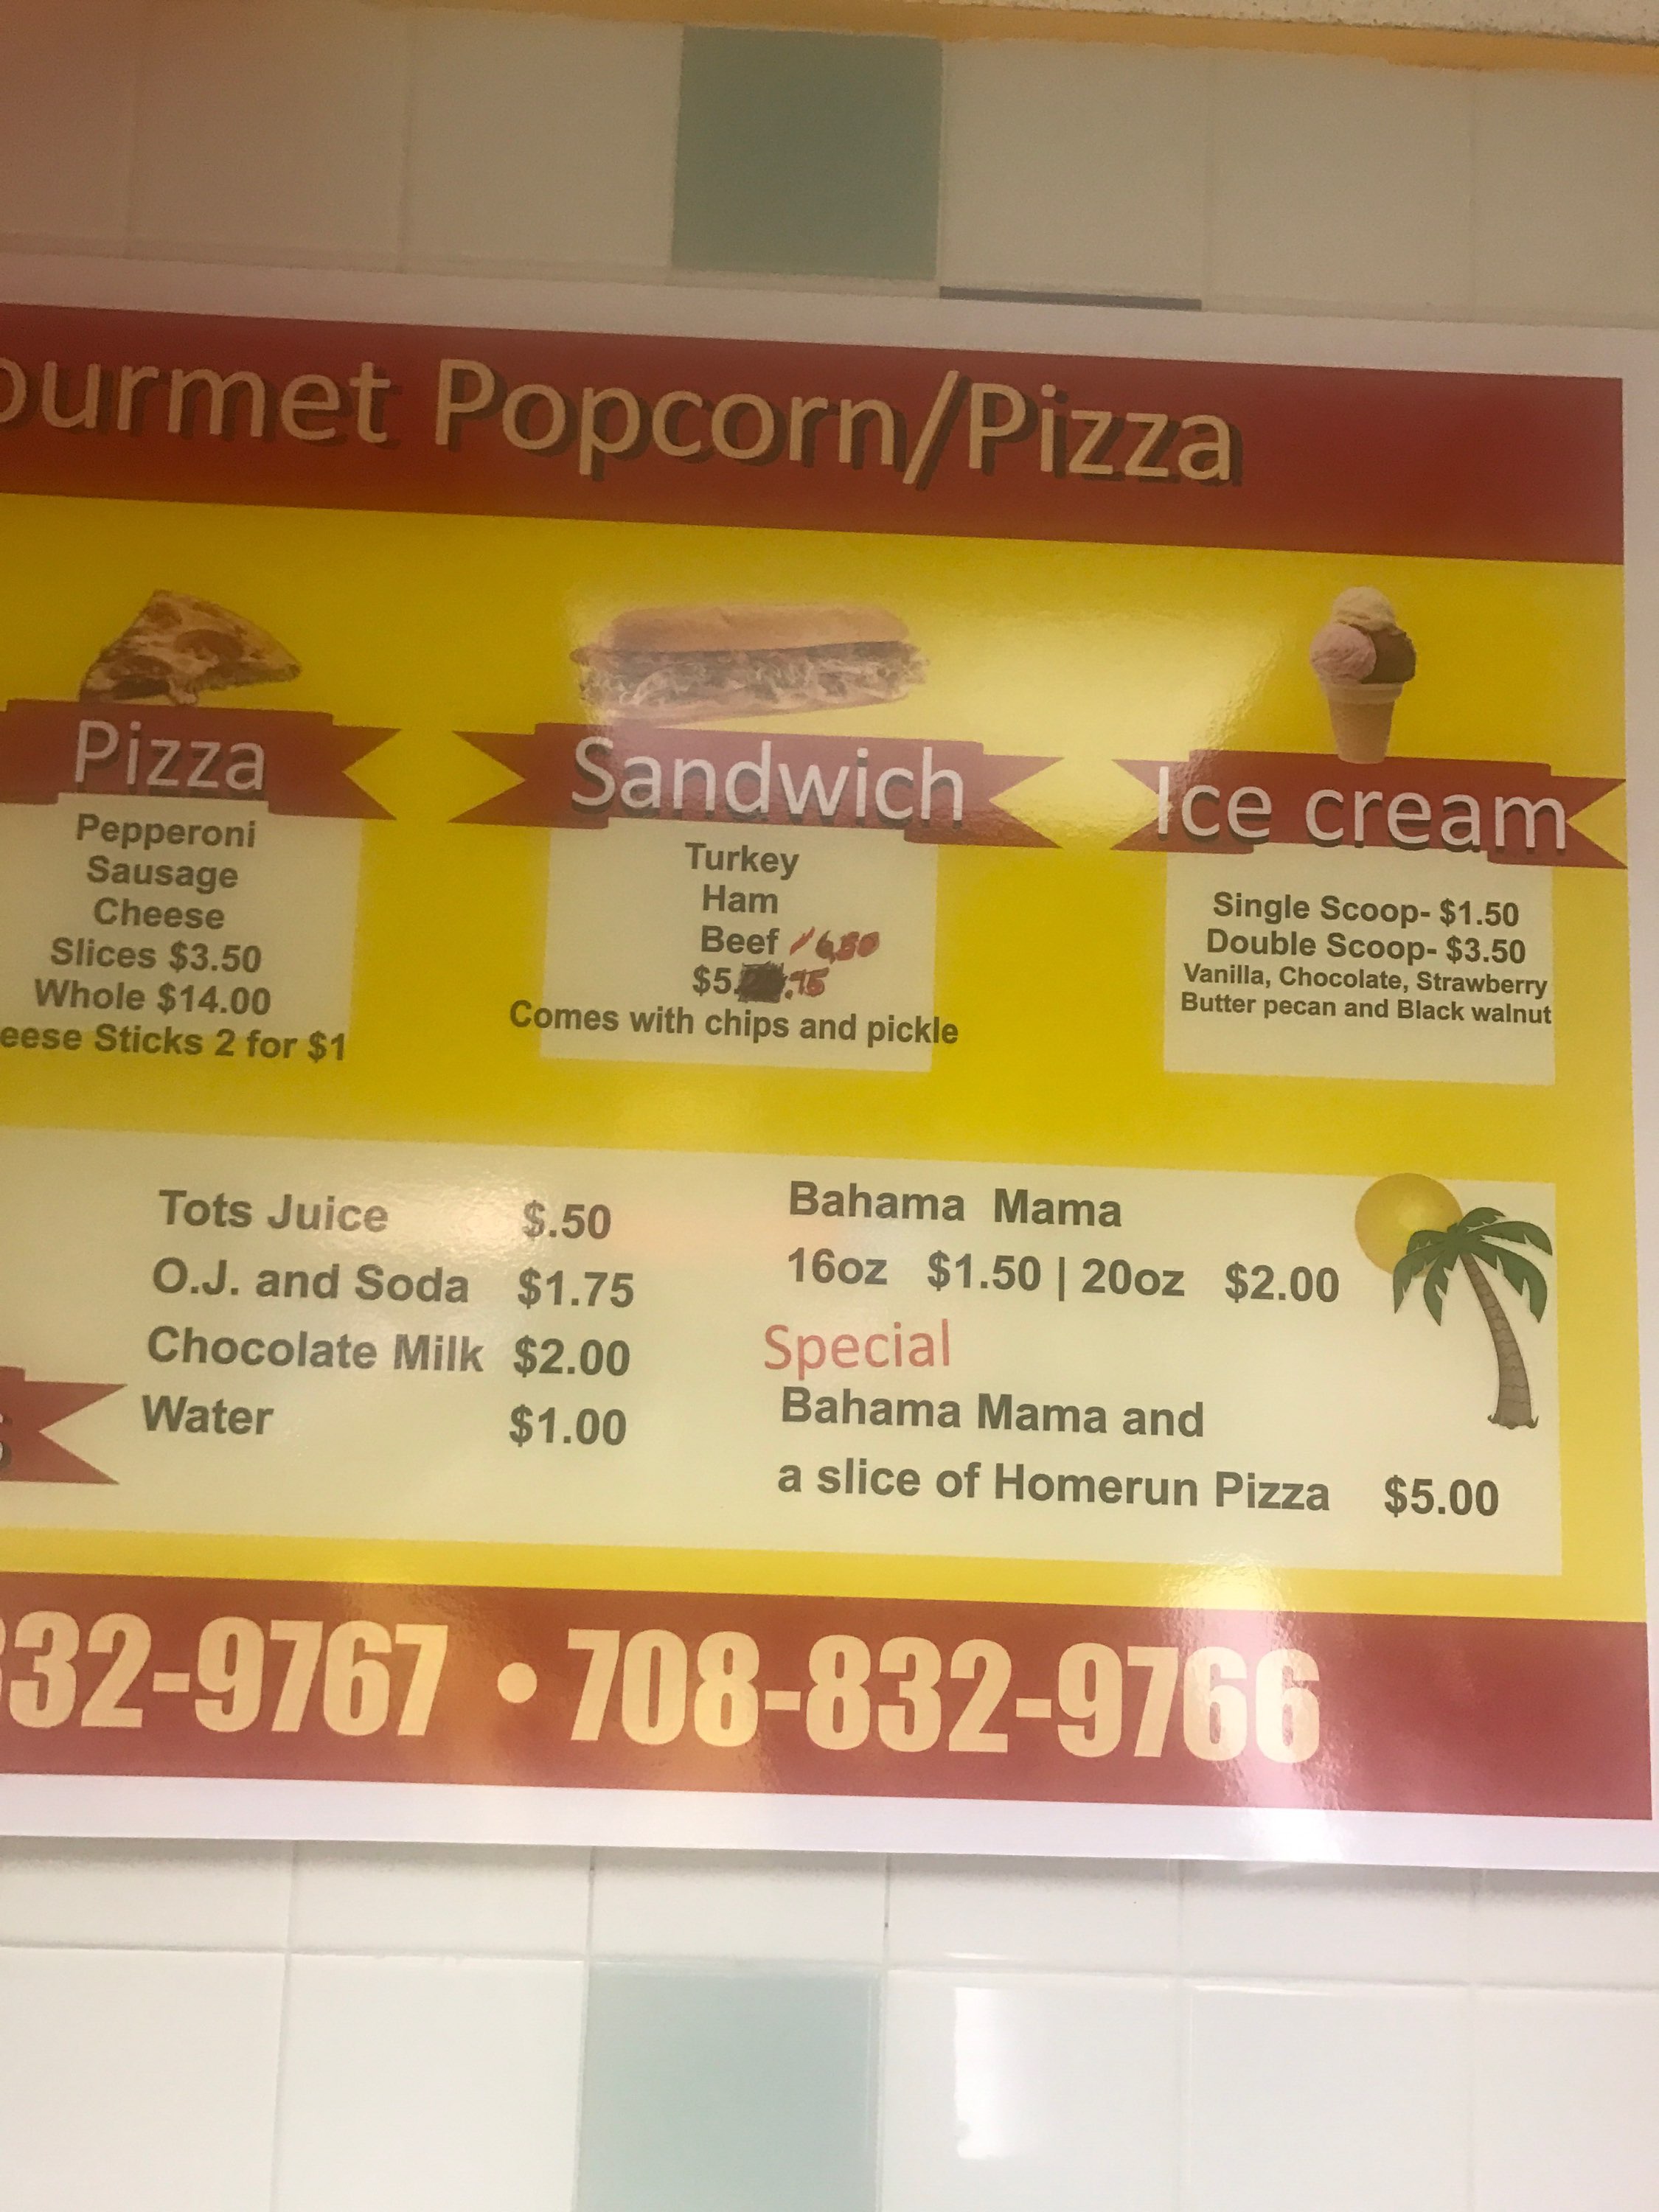 ourmet Popcorn/Pizza
Pizza
Pepperoni
Sausage
Cheese
Slices $3.50
Whole $14.00
eese Sticks 2 for $1
Sandwich
Turkey
Ham
Beef
$5 .75
Comes with chips and pickle
Ice cream
Single Scoop- $1.50
Double Scoop- $3.50
Vanilla, Chocolate, Strawberry
Butter pecan and Black walnut
Tots Juice $.50
O.J. and Soda $1.75
Chocolate Milk $2.00
Water $1.00
Bahama Mama
16oz $1.50 | 20oz $2.00
Special
Bahama Mama and
a slice of Homerun Pizza $5.00
32-9767 • 708-832-9766